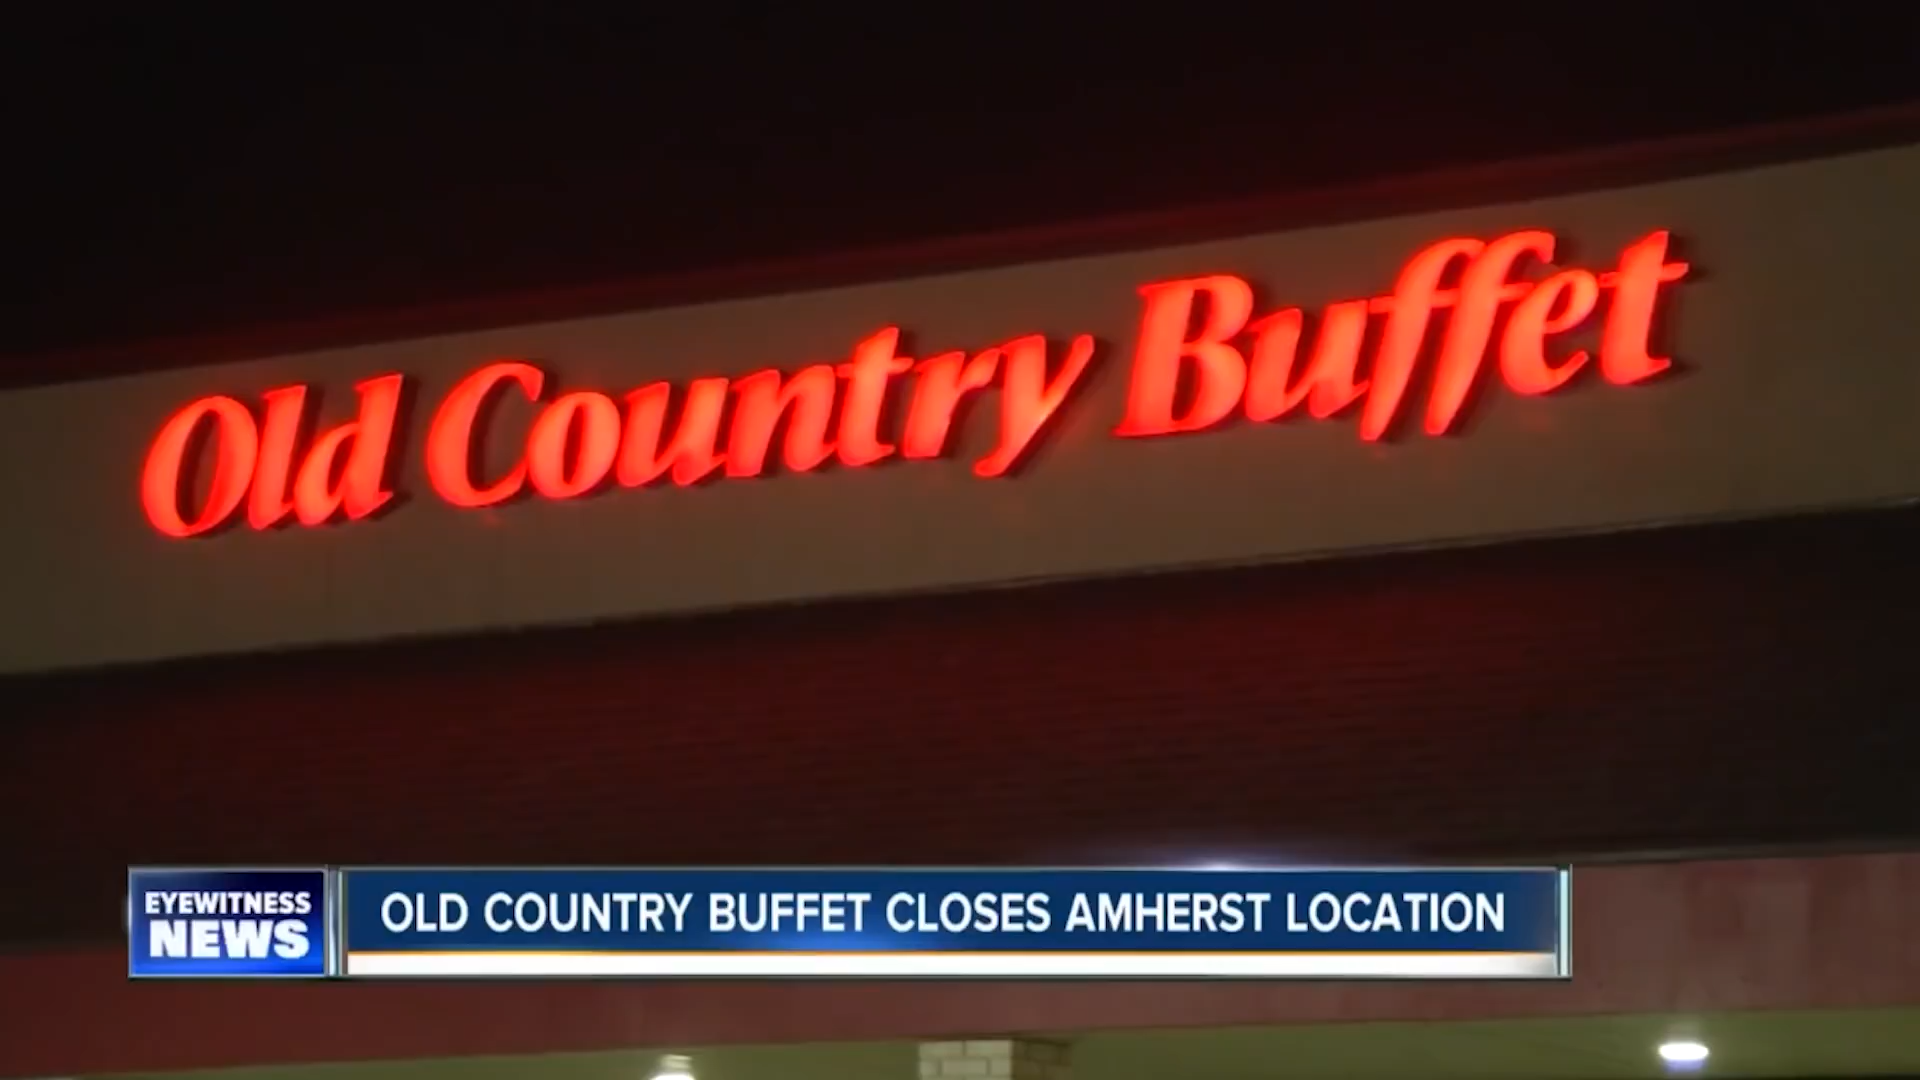 Old Country Buffet
EYEWITNESS
NEWS
OLD COUNTRY BUFFET CLOSES AMHERST LOCATION